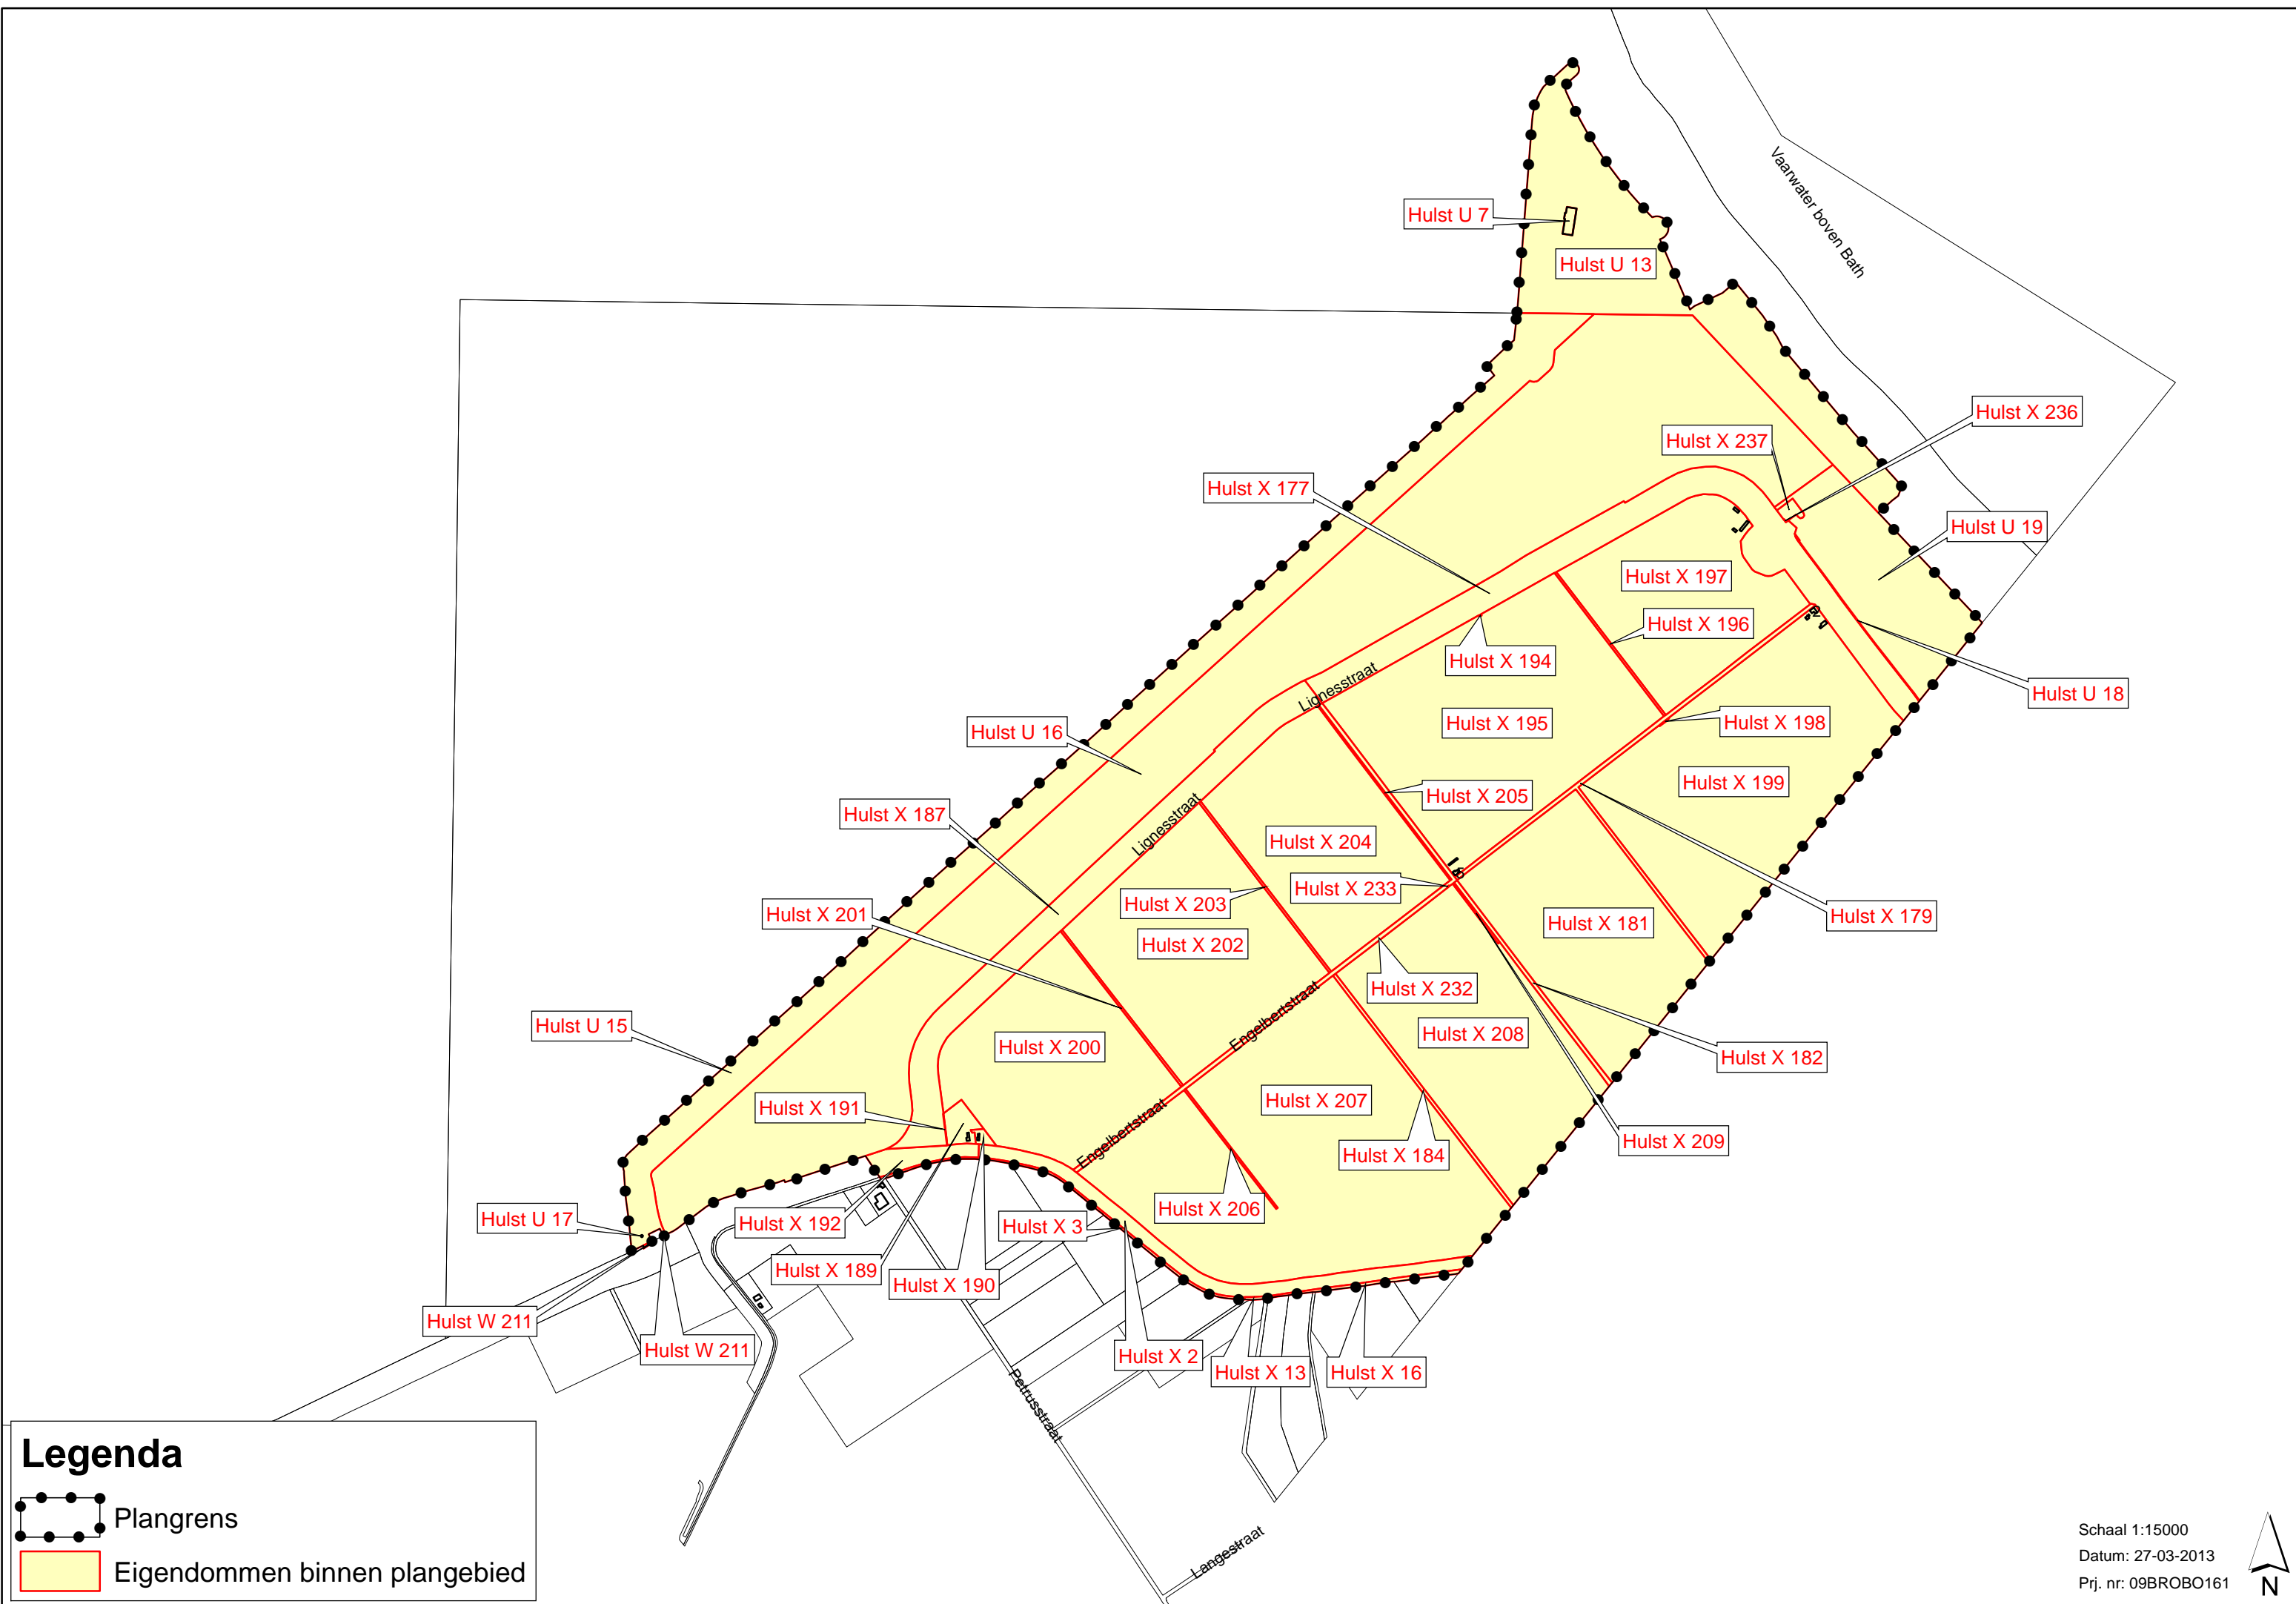 Vaarwater boven Bath
Hulst U 7
Hulst U 13
Hulst X 236
Hulst X 237
Hulst X 177
Hulst U 19
Hulst X 197
Hulst X 196
Hulst X 194
Lignesstraat
Hulst U 18
Hulst X 195
Hulst X 198
Hulst U 16
Hulst X 199
Hulst X 205
Hulst X 187
Lignesstraat
Hulst X 204
Hulst X 233
Hulst X 203
Hulst X 201
Hulst X 179
Hulst X 181
Hulst X 202
Hulst X 232
Engelbertstraat
Hulst U 15
Hulst X 208
Hulst X 200
Hulst X 182
Hulst X 207
Hulst X 191
Engelbertstraat
Hulst X 209
Hulst X 184
Hulst X 206
Hulst U 17
Hulst X 192
Hulst X 3
Hulst X 189
Hulst X 190
Hulst W 211
Hulst W 211
Hulst X 2
Hulst X 13
Hulst X 16
Petrusstraat
Langestraat
Legenda
Plangrens
Eigendommen binnen plangebied
Schaal 1:15000
Datum: 27-03-2013
Prj. nr: 09BROBO161
N